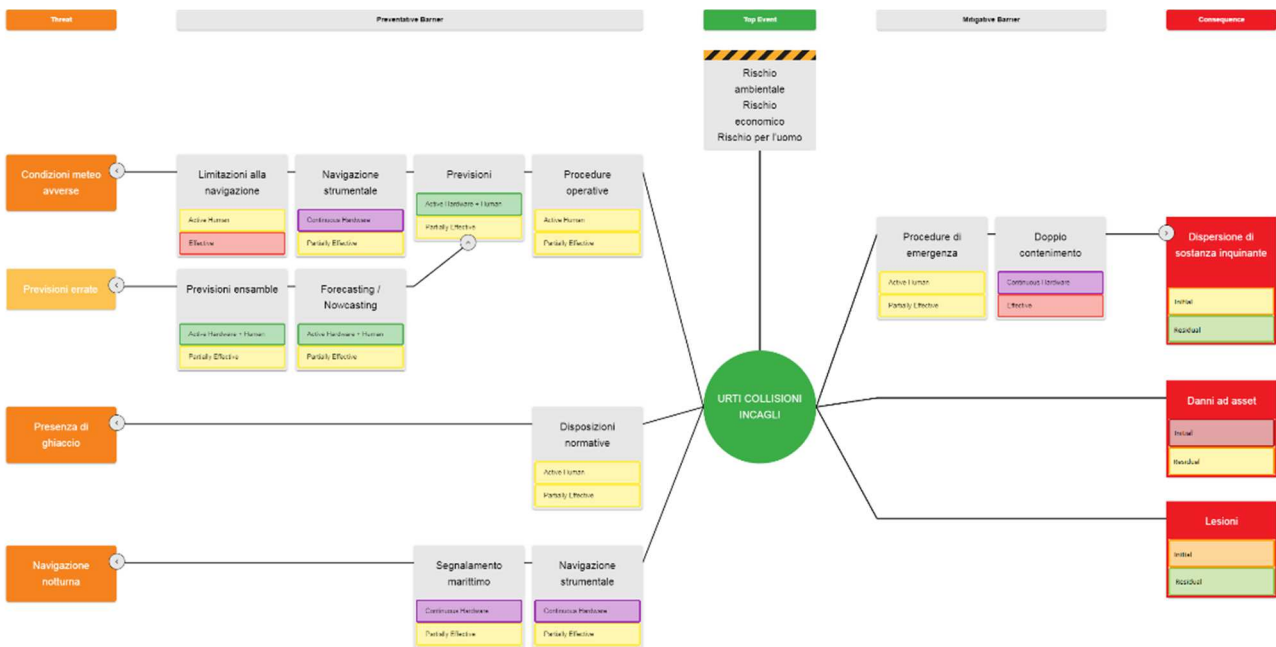 Threat
Preventative Barrier
Top Event
Mitigative Barrier
Consequence
Rischio
ambientale
Rischio
economico
Rischio per l'uomo
Condizioni meteo
avverse
Limitazioni alla
navigazione
Active Human
Effective
Navigazione
strumentale
Continuous Hardware
Partially Effective
Previsioni
Active Hardware + Human
Partially Effective
Procedure
operative
Active Human
Partially Effective
Previsioni errate
Previsioni ensamble
Active Hardware + Human
Partially Effective
Forecasting /
Nowcasting
Active Hardware + Human
Partially Effective
Presenza di
ghiaccio
Disposizioni
normative
Active Human
Partially Effective
Navigazione
notturna
Segnalamento
marittimo
Continuous Hardware
Partially Effective
Navigazione
strumentale
Continuous Hardware
Partially Effective
URTI COLLISIONI
INCAGLI
Procedure di
emergenza
Active Human
Partially Effective
Doppio
contenimento
Continuous Hardware
Effective
Dispersione di
sostanza inquinante
Initial
Residual
Danni ad asset
Initial
Residual
Lesioni
Initial
Residual